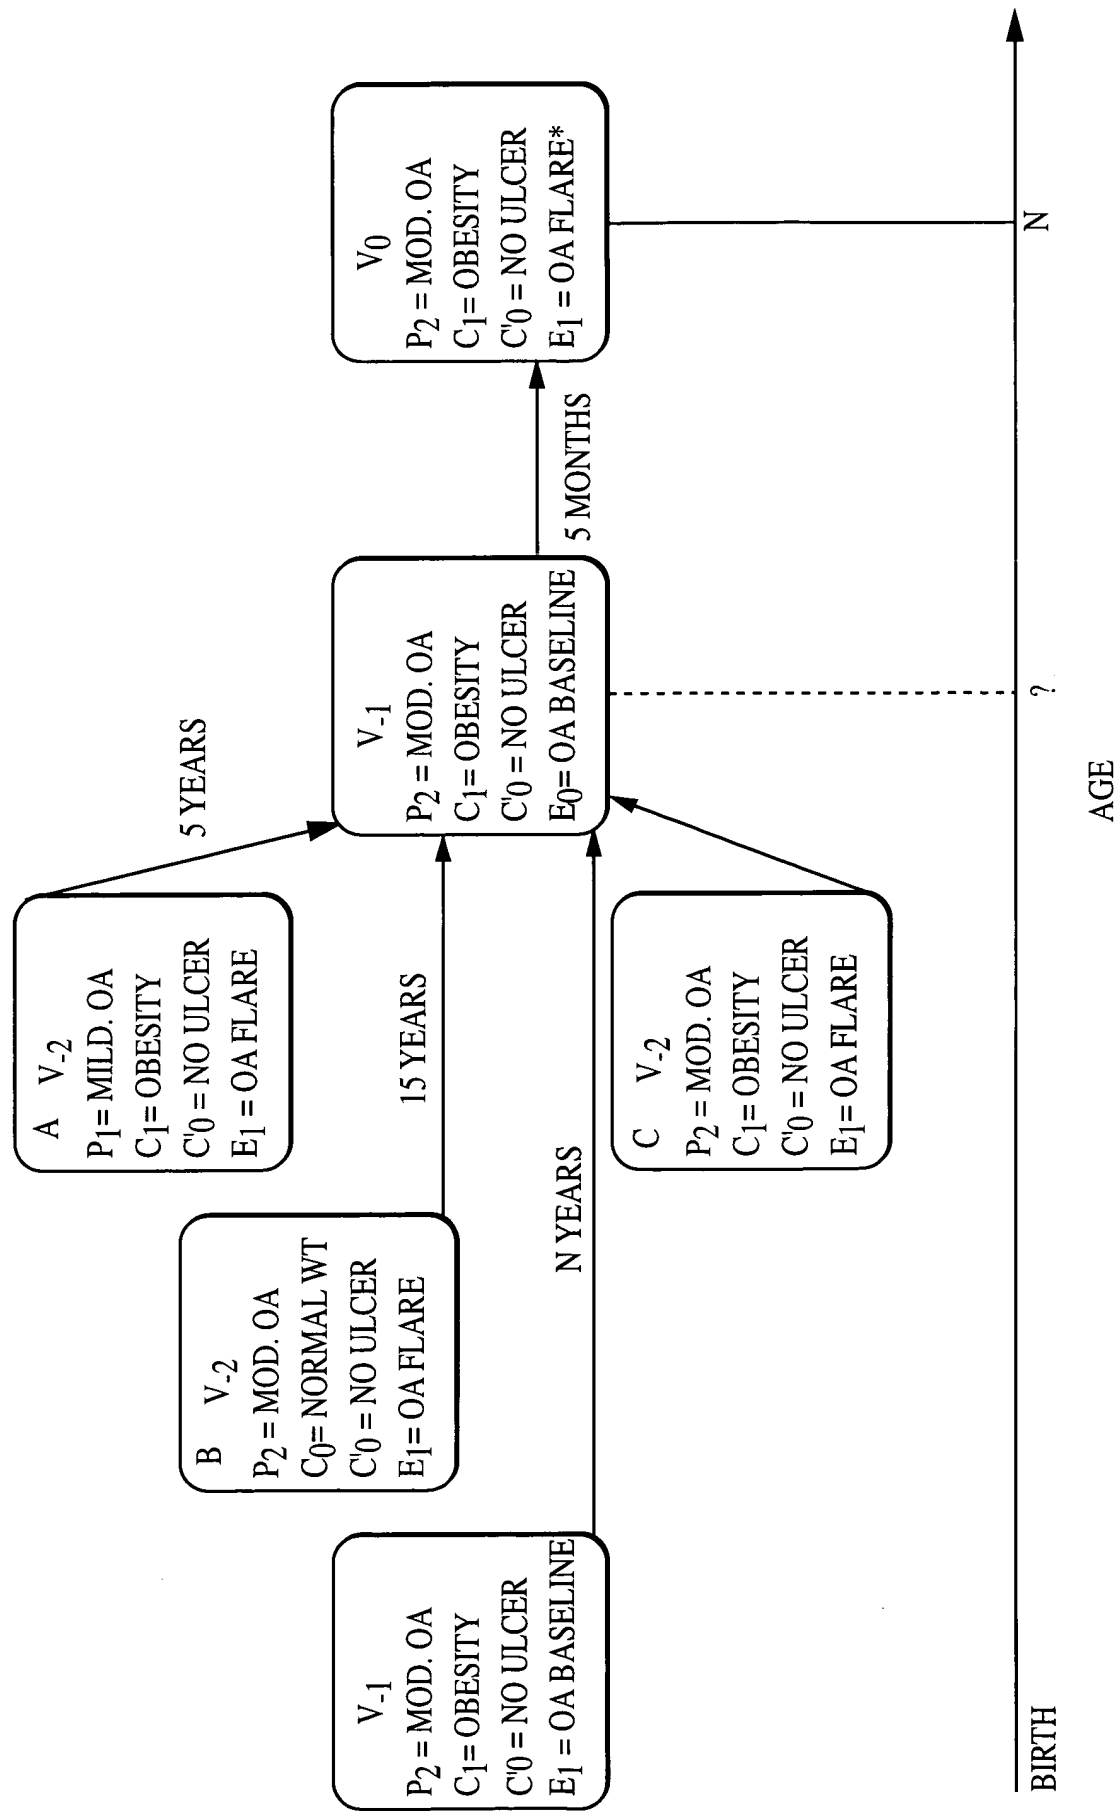 A V-2
P1= MILD. OA
C1= OBESITY
C'0 = NO ULCER
E1 = OA FLARE
5 YEARS
B V-2
P2 = MOD. OA
C0= NORMAL WT
C'0 = NO ULCER
E1= OA FLARE
15 YEARS
V-1
P2 = MOD. OA
C1= OBESITY
C'0 = NO ULCER
E1 = OA BASELINE
N YEARS
V-1
P2 = MOD. OA
C1= OBESITY
C'0 = NO ULCER
E0= OA BASELINE
5 MONTHS
V0
P2 = MOD. OA
C1= OBESITY
C'0 = NO ULCER
E1 = OA FLARE*
C V-2
P2 = MOD. OA
C1= OBESITY
C'0 = NO ULCER
E1 = OA FLARE
BIRTH
?
N
AGE